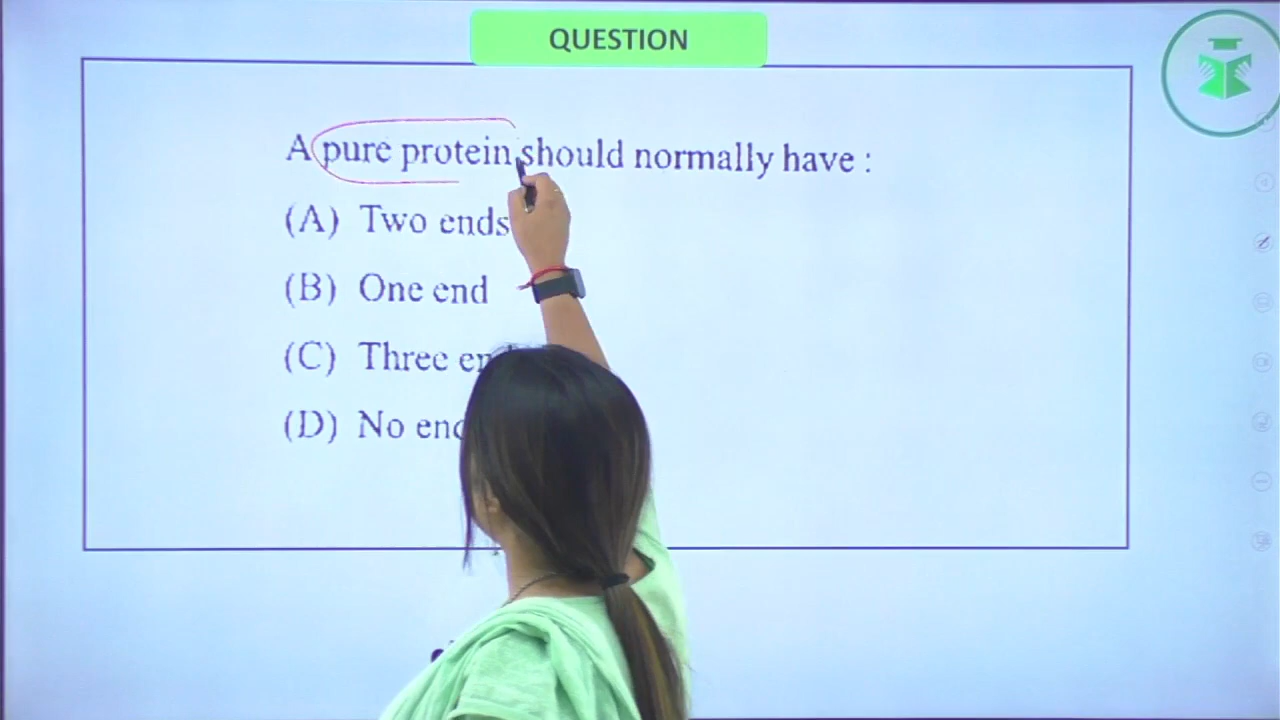 QUESTION
A pure protein should normally have :
(A) Two ends
(B) One end
(C) Three
(D) No